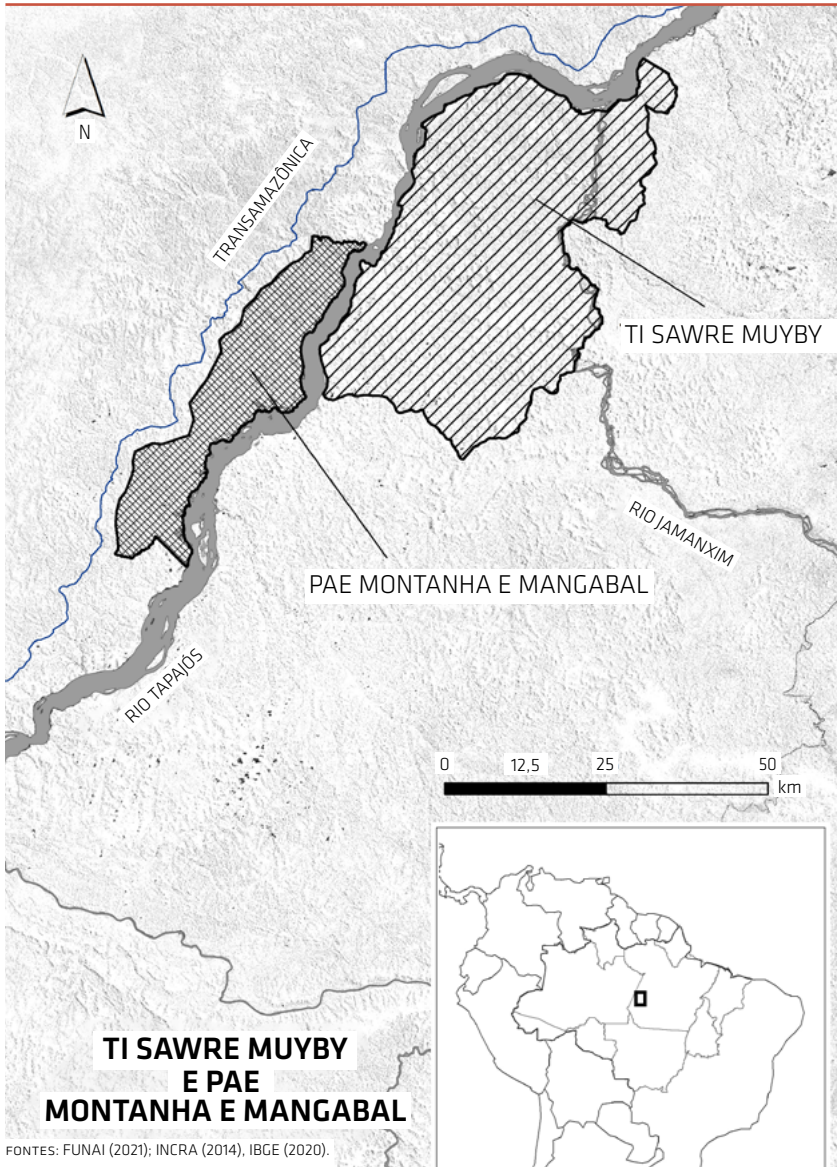 N
TRANSAMAZÔNICA
TI SAWRE MUYBY
RIO JAMANXIM
PAE MONTANHA E MANGABAL
RIO TAPAJÓS
0 12,5 25 50
km
TI SAWRE MUYBY
E PAE
MONTANHA E MANGABAL
FONTES: FUNAI (2021); INCRA (2014), IBGE (2020).